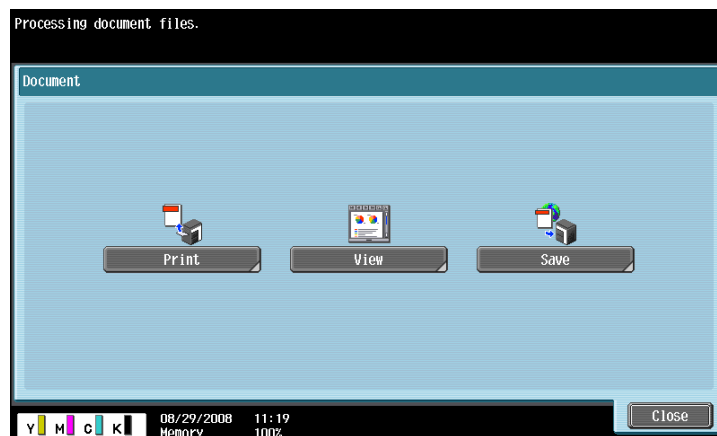 Processing document files.
Document
Print
View
Save
Close
Y M C K
08/29/2008 11:19
Memory 100%